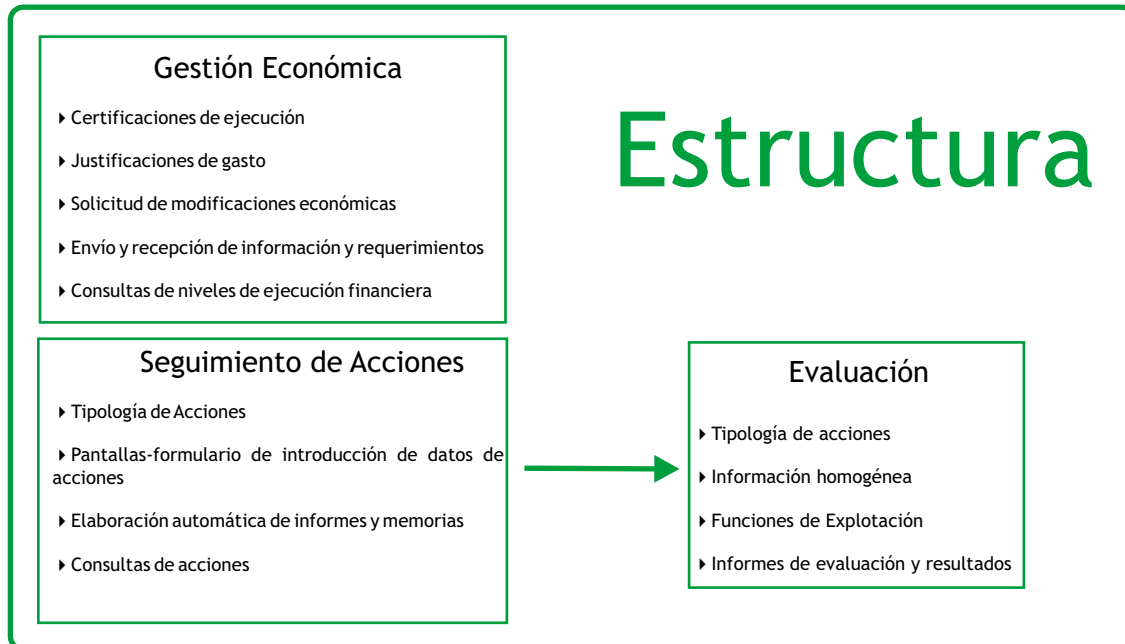 Gestión Económica
‣ Certificaciones de ejecución
‣ Justificaciones de gasto
‣ Solicitud de modificaciones económicas
‣ Envío y recepción de información y requerimientos
‣ Consultas de niveles de ejecución financiera
Estructura
Seguimiento de Acciones
‣ Tipología de Acciones
‣ Pantallas-formulario de introducción de datos de
acciones
‣ Elaboración automática de informes y memorias
‣ Consultas de acciones
Evaluación
‣ Tipología de acciones
‣ Información homogénea
‣ Funciones de Explotación
‣ Informes de evaluación y resultados